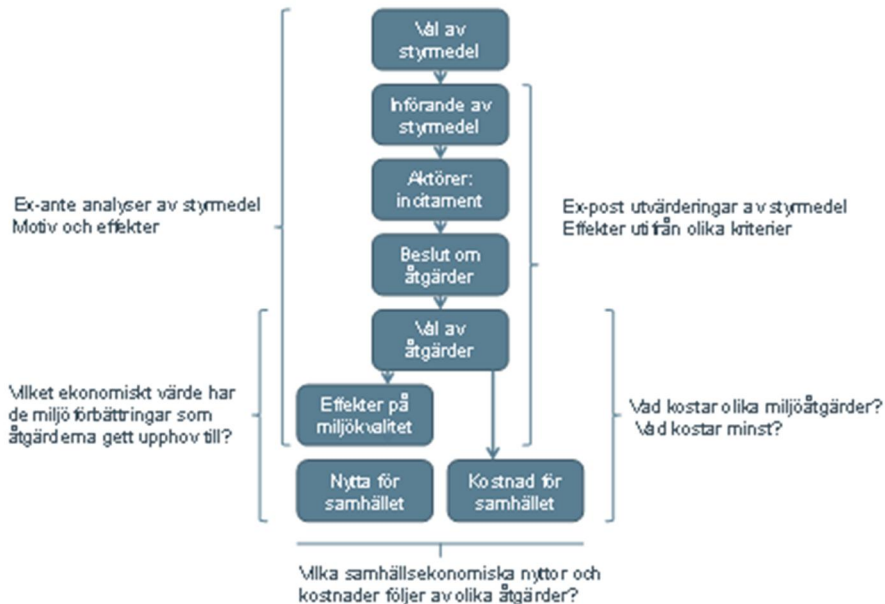 Val av
styrmedel
Införande av
styrmedel
Aktörer:
incitament
Ex-ante analyser av styrmedel
Motiv och effekter
Ex-post utvärderingar av styrmedel
Effekter utifrån olika kriterier
Beslut om
åtgärder
Val av
åtgärder
Vilket ekonomiskt värde har
de miljöförbättringar som
åtgärderna gett upphov till?
Effekter på
miljökvalitet
Vad kostar olika miljöåtgärder?
Vad kostar minst?
Nytta för
samhället
Kostnad för
samhället
Vilka samhällsekonomiska nyttor och
kostnader följer av olika åtgärder?